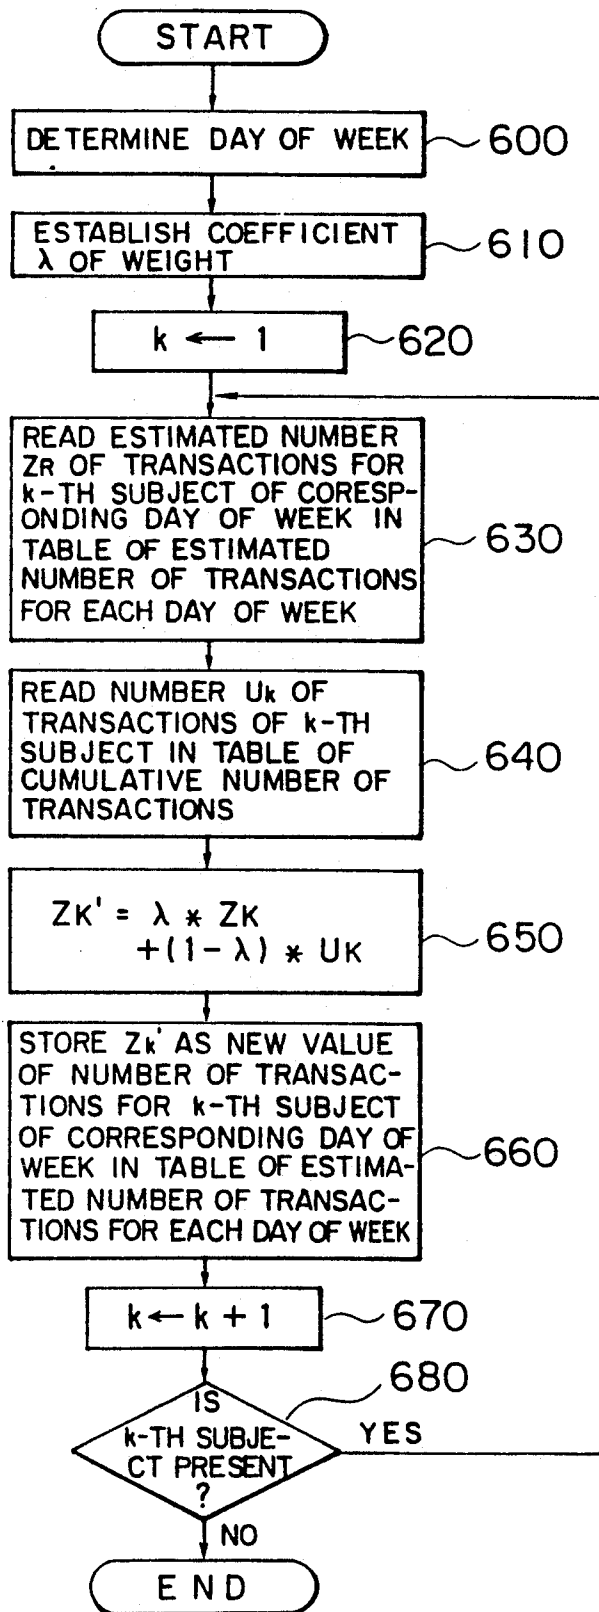 START
DETERMINE DAY OF WEEK
600
ESTABLISH COEFFICIENT
λ OF WEIGHT
610
k ← 1
620
READ ESTIMATED NUMBER
ZR OF TRANSACTIONS FOR
k-TH SUBJECT OF CORESP-
ONDING DAY OF WEEK IN
TABLE OF ESTIMATED
NUMBER OF TRANSACTIONS
FOR EACH DAY OF WEEK
630
READ NUMBER Uk OF
TRANSACTIONS OF k-TH
SUBJECT IN TABLE OF
CUMULATIVE NUMBER OF
TRANSACTIONS
640
ZK' = λ * ZK
+(1-λ) * UK
650
STORE Zk' AS NEW VALUE
OF NUMBER OF TRANSAC-
TIONS FOR k-TH SUBJECT
OF CORRESPONDING DAY OF
WEEK IN TABLE OF ESTIMA-
TED NUMBER OF TRANSAC-
TIONS FOR EACH DAY OF WEEK
660
k ← k + 1
670
680
IS
k-TH SUBJE-
CT PRESENT
?
YES
NO
END